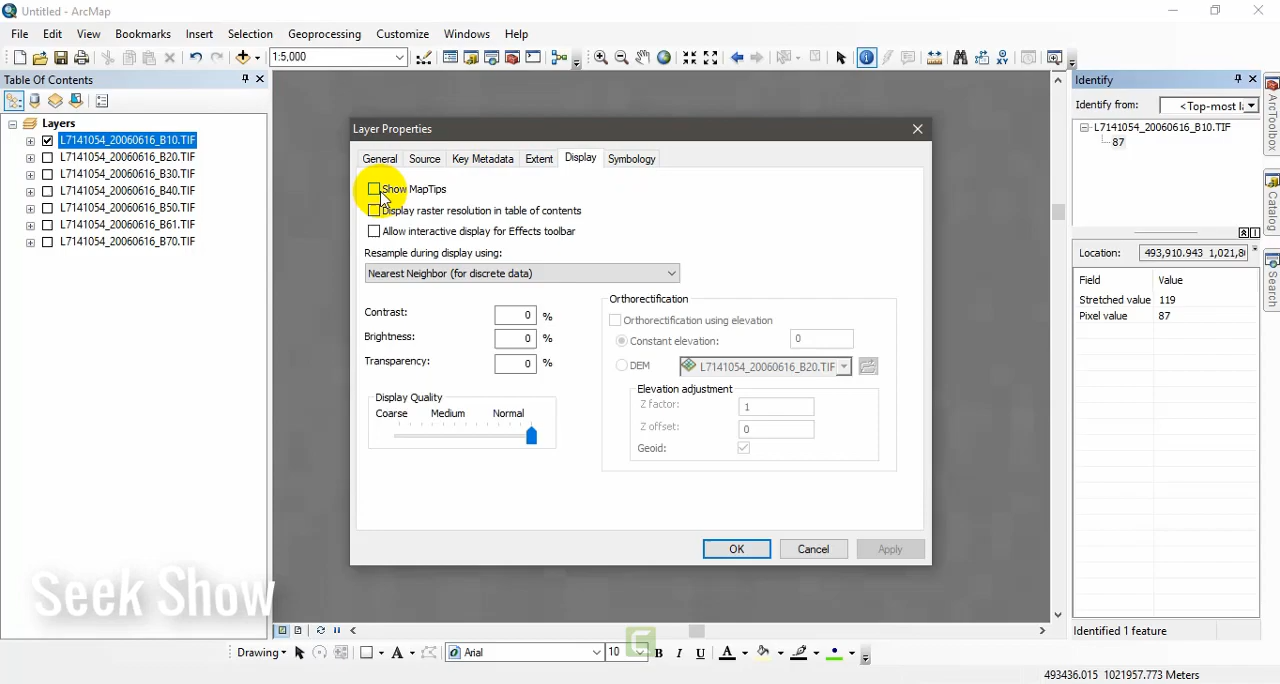 Untitled - ArcMap
File Edit View Bookmarks Insert Selection Geoprocessing Customize Windows Help
1:5,000
Table Of Contents
Layers
L7141054_20060616_B10.TIF
L7141054_20060616_B20.TIF
L7141054_20060616_B30.TIF
L7141054_20060616_B40.TIF
L7141054_20060616_B50.TIF
L7141054_20060616_B61.TIF
L7141054_20060616_B70.TIF
Layer Properties
General Source Key Metadata Extent Display Symbology
Show MapTips
Display raster resolution in table of contents
Allow interactive display for Effects toolbar
Resample during display using:
Nearest Neighbor (for discrete data)
Contrast: 0 %
Brightness: 0 %
Transparency: 0 %
Display Quality
Coarse Medium Normal
Orthorectification
Orthorectification using elevation
Constant elevation: 0
DEM L7141054_20060616_B20.TIF
Elevation adjustment
Z factor: 1
Z offset: 0
Geoid:
OK Cancel Apply
Identify
Identify from: <Top-most l
L7141054_20060616_B10.TIF
87
Location: 493,910.943 1,021,8
Field Value
Stretched value 119
Pixel value 87
Identified 1 feature
ArcToolbox
Catalog
Search
Seek Show
Drawing Arial 10 B I U A
493436.015 1021957.773 Meters